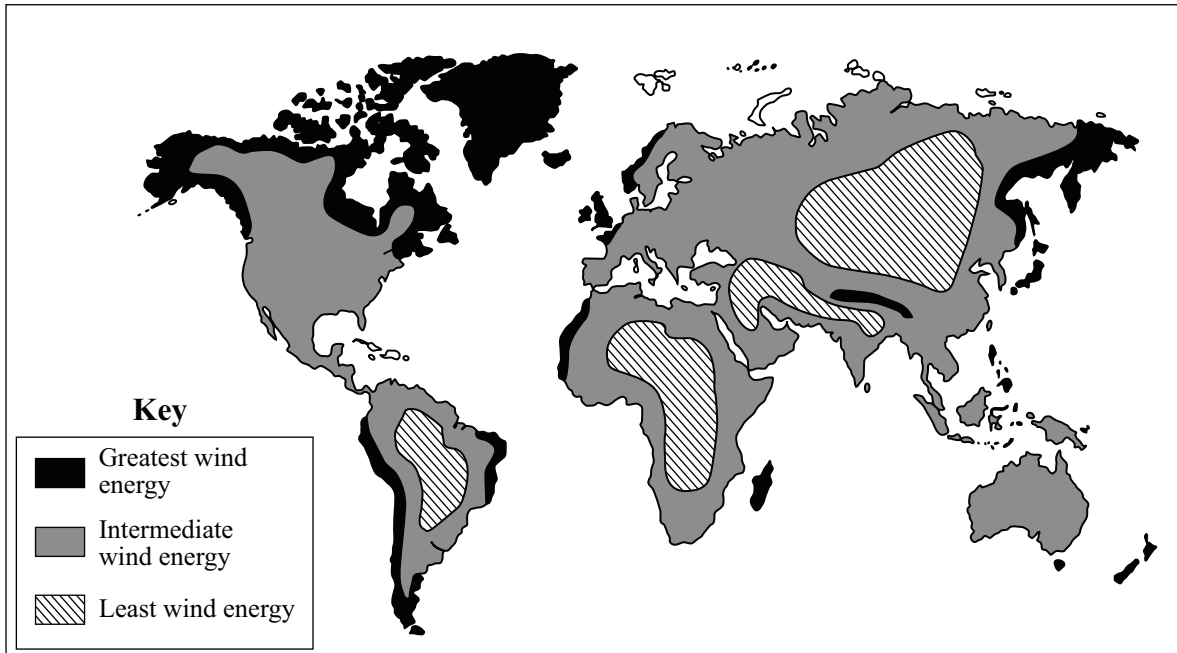 Key
Greatest wind
energy
Intermediate
wind energy
Least wind energy